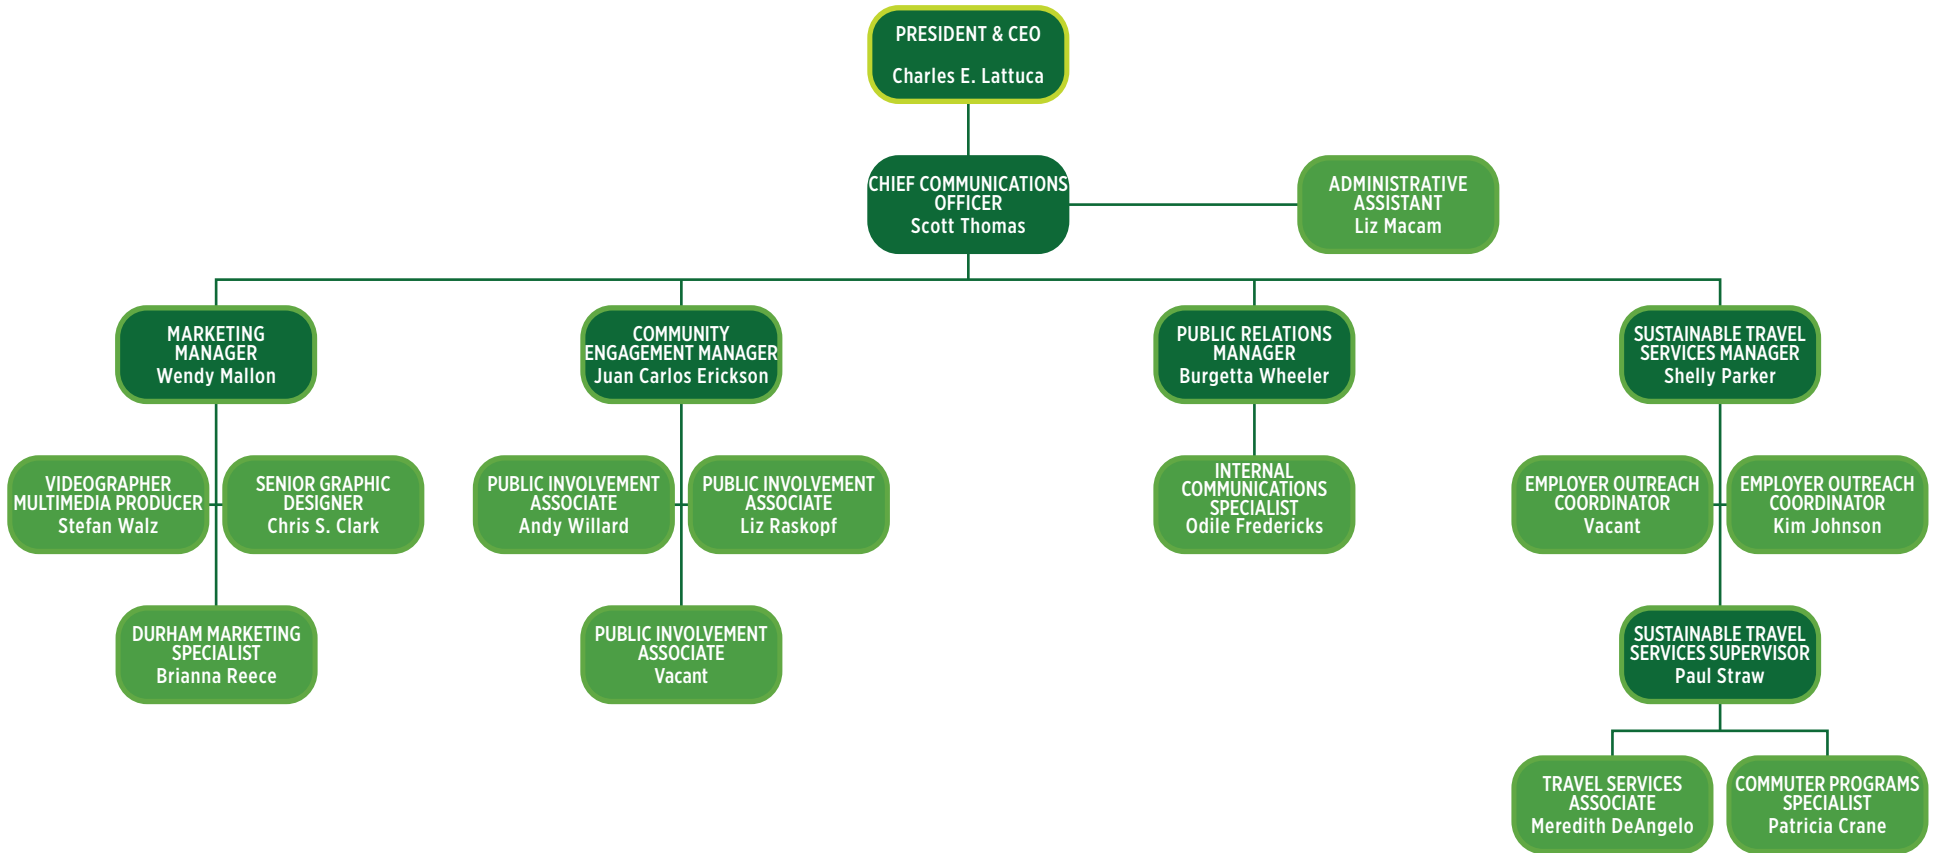 PRESIDENT & CEO
Charles E. Lattuca
CHIEF COMMUNICATIONS
OFFICER
Scott Thomas
ADMINISTRATIVE
ASSISTANT
Liz Macam
MARKETING
MANAGER
Wendy Mallon
COMMUNITY
ENGAGEMENT MANAGER
Juan Carlos Erickson
PUBLIC RELATIONS
MANAGER
Burgetta Wheeler
SUSTAINABLE TRAVEL
SERVICES MANAGER
Shelly Parker
VIDEOGRAPHER
MULTIMEDIA PRODUCER
Stefan Walz
SENIOR GRAPHIC
DESIGNER
Chris S. Clark
PUBLIC INVOLVEMENT
ASSOCIATE
Andy Willard
PUBLIC INVOLVEMENT
ASSOCIATE
Liz Raskopf
INTERNAL
COMMUNICATIONS
SPECIALIST
Odile Fredericks
EMPLOYER OUTREACH
COORDINATOR
Vacant
EMPLOYER OUTREACH
COORDINATOR
Kim Johnson
DURHAM MARKETING
SPECIALIST
Brianna Reece
PUBLIC INVOLVEMENT
ASSOCIATE
Vacant
SUSTAINABLE TRAVEL
SERVICES SUPERVISOR
Paul Straw
TRAVEL SERVICES
ASSOCIATE
Meredith DeAngelo
COMMUTER PROGRAMS
SPECIALIST
Patricia Crane